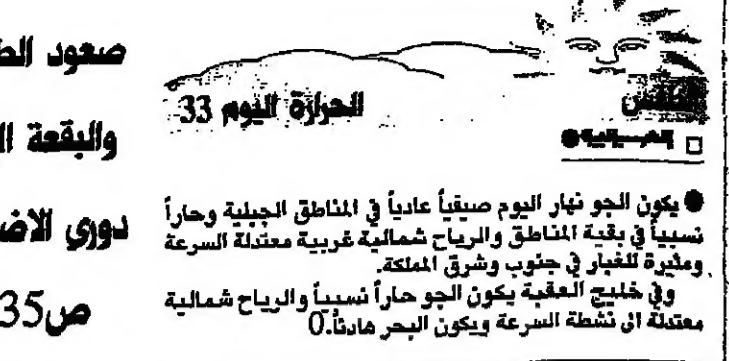 صعود الط
والبقعة ال
دوري الاض
ص35
الطقس
الحرارة اليوم 33
● يكون الجو نهار اليوم صيفياً عادياً في المناطق الجبلية وحاراً
نسبياً في بقية المناطق والرياح شمالية غربية معتدلة السرعة
ومثيرة للغبار في جنوب وشرق المملكة.
وفي خليج العقبة يكون الجو حاراً نسبياً والرياح شمالية
معتدلة الى نشطة السرعة ويكون البحر هادئاً.0